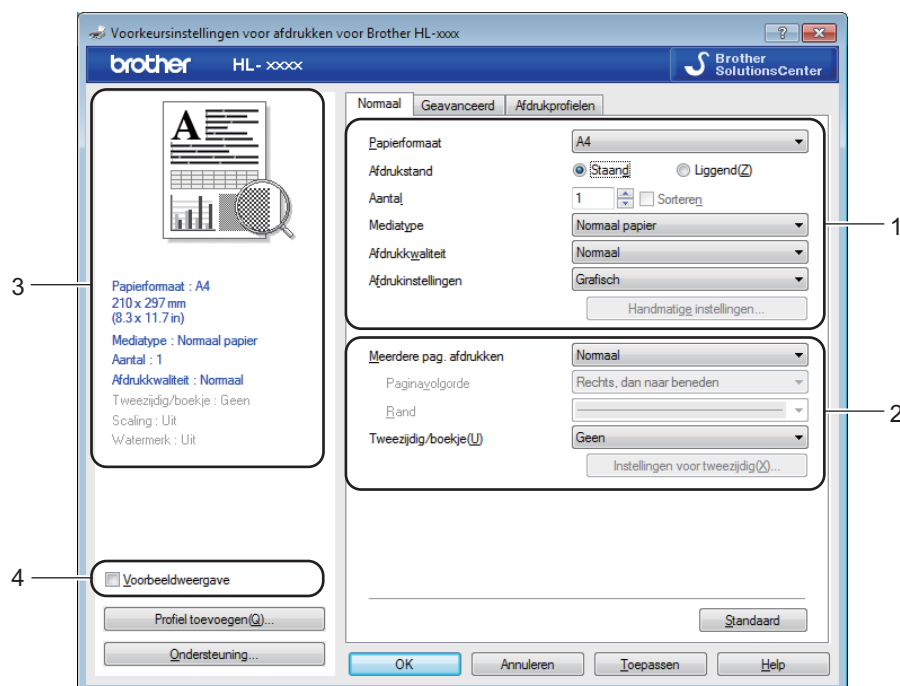 Voorkeursinstellingen voor afdrukken voor Brother HL-xxxx
?
brother HL- xxxx
Brother
SolutionsCenter
A
Papierformaat : A4
210 x 297 mm
(8.3 x 11.7 in)
Mediatype : Normaal papier
Aantal : 1
Afdrukkwaliteit : Normaal
Tweezijdig/boekje : Geen
Scaling : Uit
Watermerk : Uit
3
Voorbeeldweergave
4
Profiel toevoegen(Q)...
Ondersteuning...
Normaal Geavanceerd Afdrukprofielen
Papierformaat A4
Afdrukstand Staand Liggend(Z)
Aantal 1 Sorteren
Mediatype Normaal papier
1
Afdrukkwaliteit Normaal
Afdrukinstellingen Grafisch
Handmatige instellingen...
Meerdere pag. afdrukken Normaal
Paginavolgorde Rechts, dan naar beneden
Rand
2
Tweezijdig/boekje(U) Geen
Instellingen voor tweezijdig(X)...
Standaard
OK Annuleren Toepassen Help